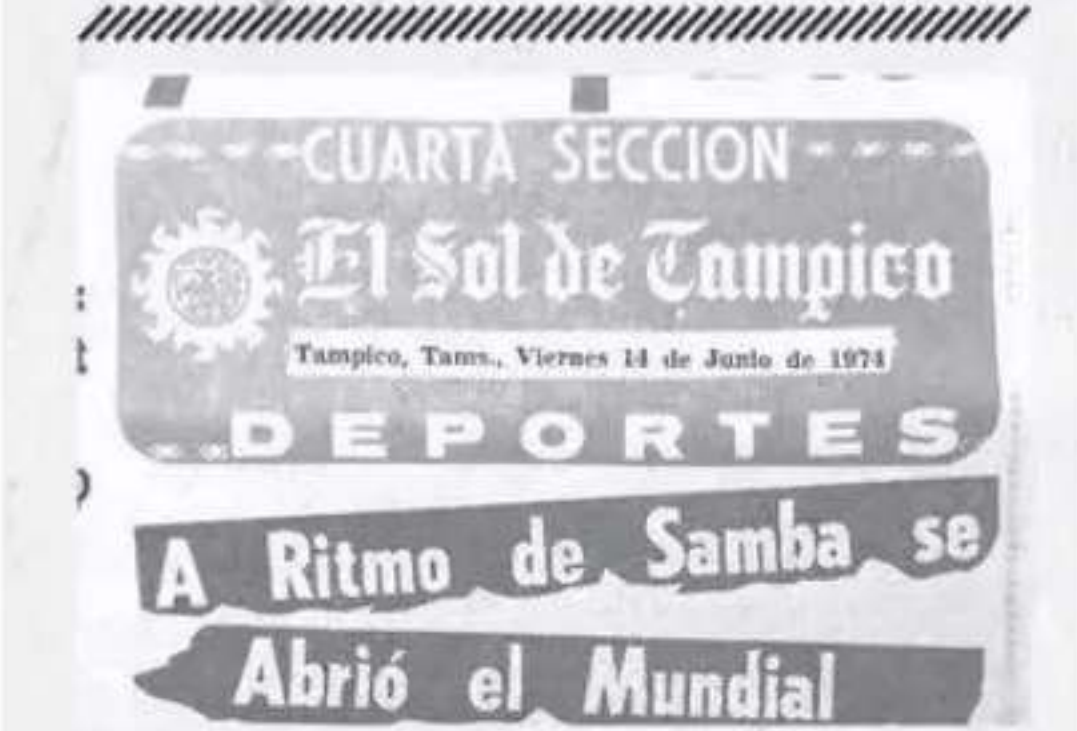 CUARTA SECCION
El Sol de Tampico
Tampico, Tams., Viernes 14 de Junio de 1974
DEPORTES
A Ritmo de Samba se
Abrió el Mundial